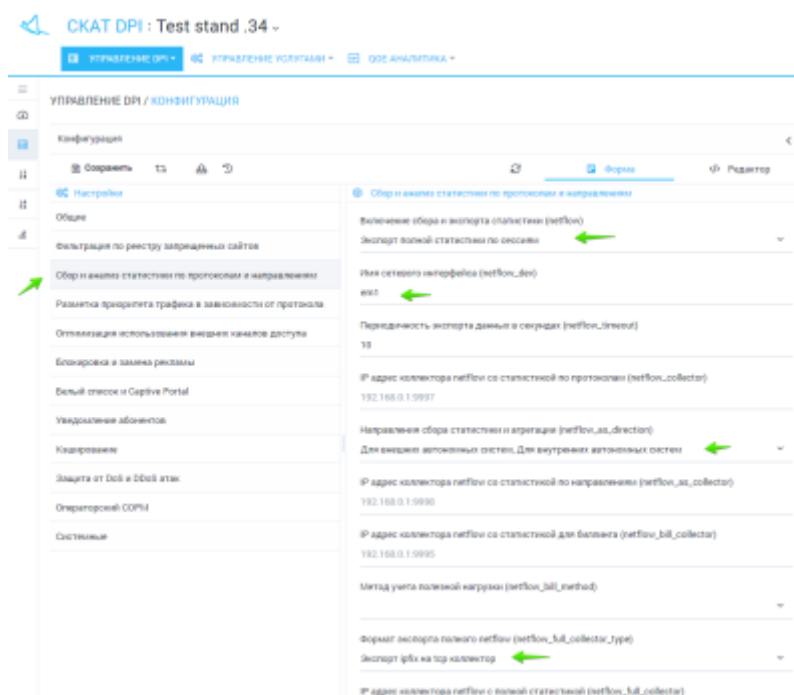 СКАТ DPI : Test stand .34
УПРАВЛЕНИЕ DPI
УПРАВЛЕНИЕ УСЛУГАМИ
QOE АНАЛИТИКА
УПРАВЛЕНИЕ DPI / КОНФИГУРАЦИЯ
Конфигурация
Сохранить
Форма
Редактор
Настройки
Общие
Фильтрация по реестру запрещенных сайтов
Сбор и анализ статистики по протоколам и направлениям
Разметка приоритета трафика в зависимости от протокола
Оптимизация использования внешних каналов доступа
Блокировка и замена рекламы
Белый список и Captive Portal
Уведомление абонентов
Кэширование
Защита от DoS и DDoS атак
Операторский СОРМ
Системные
Сбор и анализ статистики по протоколам и направлениям
Включение сбора и экспорта статистики (netflow)
Экспорт полной статистики по сессиям
Имя сетевого интерфейса (netflow_dev)
em1
Периодичность экспорта данных в секундах (netflow_timeout)
10
IP адрес коллектора netflow со статистикой по протоколам (netflow_collector)
192.168.0.1:9997
Направления сбора статистики и агрегации (netflow_as_direction)
Для внешних автономных систем, Для внутренних автономных систем
IP адрес коллектора netflow со статистикой по направлениям (netflow_as_collector)
192.168.0.1:9998
IP адрес коллектора netflow со статистикой для биллинга (netflow_bill_collector)
192.168.0.1:9995
Метод учета полезной нагрузки (netflow_bill_method)
Формат экспорта полного netflow (netflow_full_collector_type)
Экспорт ipfix на tcp коллектор
IP адрес коллектора netflow с полной статистикой (netflow_full_collector)